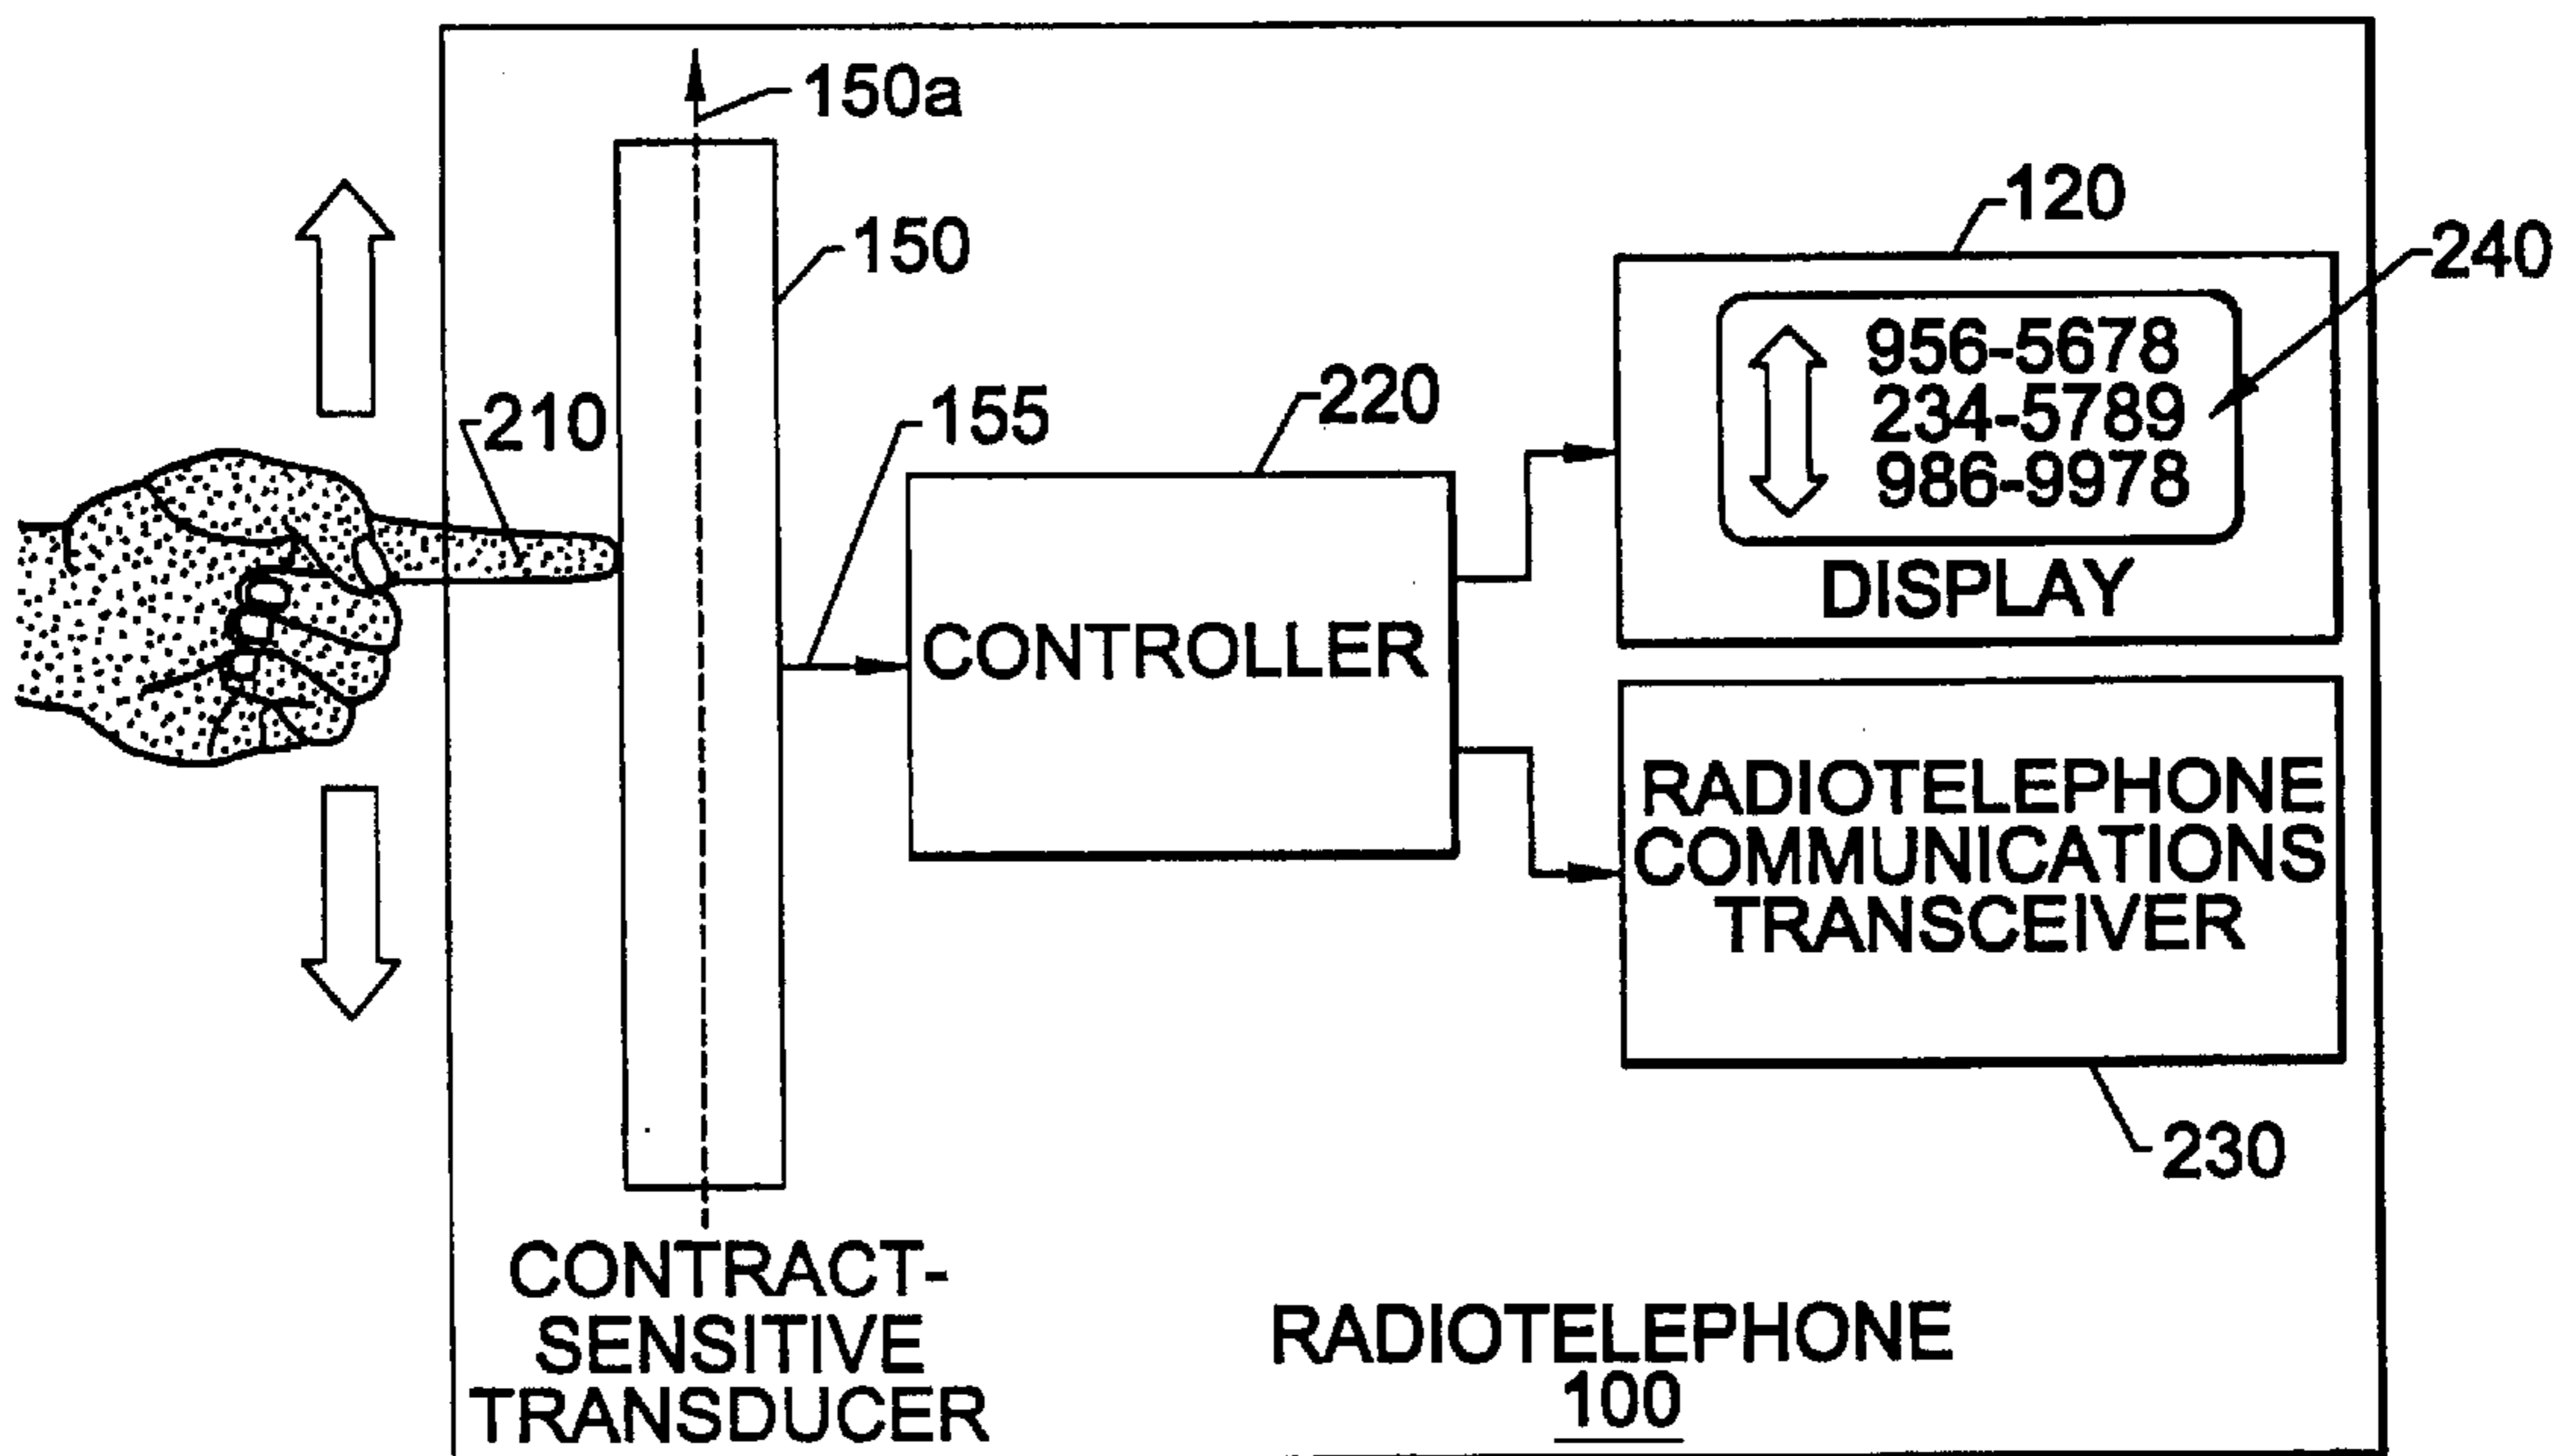 150a
150
120
240
956-5678
234-5789
986-9978
DISPLAY
210
155
220
CONTROLLER
RADIOTELEPHONE
COMMUNICATIONS
TRANSCEIVER
230
CONTRACT-
SENSITIVE
TRANSDUCER
RADIOTELEPHONE
100